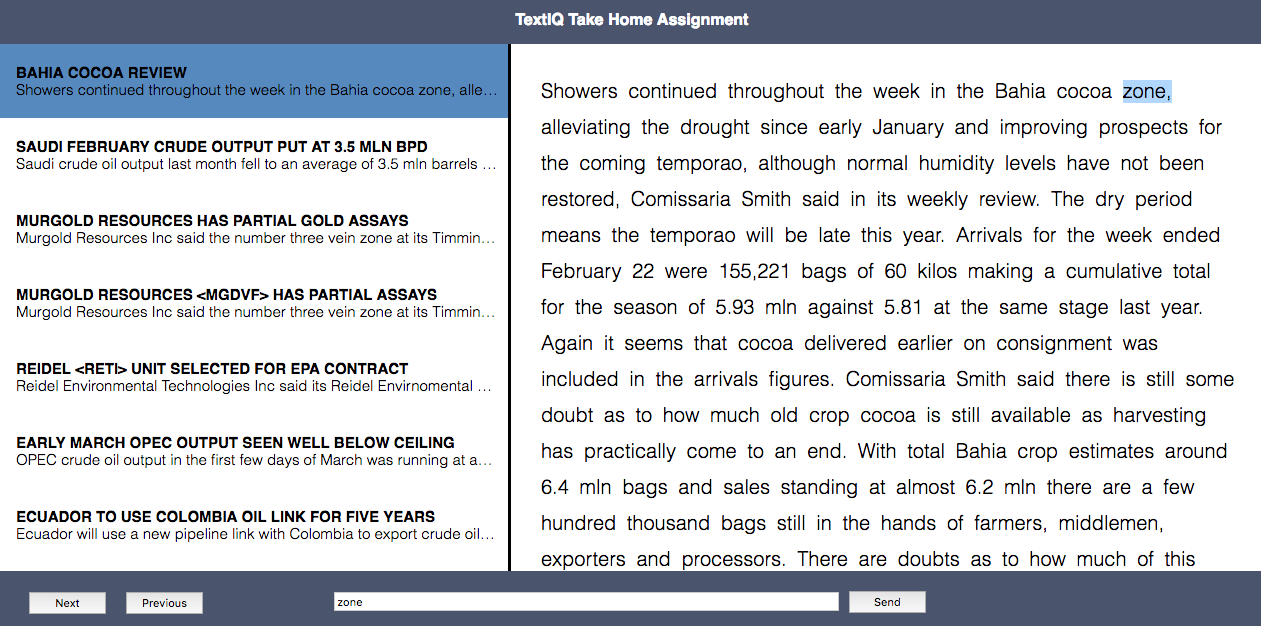 TextIQ Take Home Assignment
BAHIA COCOA REVIEW
Showers continued throughout the week in the Bahia cocoa zone, alle...
SAUDI FEBRUARY CRUDE OUTPUT PUT AT 3.5 MLN BPD
Saudi crude oil output last month fell to an average of 3.5 mln barrels ...
MURGOLD RESOURCES HAS PARTIAL GOLD ASSAYS
Murgold Resources Inc said the number three vein zone at its Timmin...
MURGOLD RESOURCES <MGDVF> HAS PARTIAL ASSAYS
Murgold Resources Inc said the number three vein zone at its Timmin...
REIDEL <RETI> UNIT SELECTED FOR EPA CONTRACT
Reidel Environmental Technologies Inc said its Reidel Envirnomental ...
EARLY MARCH OPEC OUTPUT SEEN WELL BELOW CEILING
OPEC crude oil output in the first few days of March was running at a...
ECUADOR TO USE COLOMBIA OIL LINK FOR FIVE YEARS
Ecuador will use a new pipeline link with Colombia to export crude oil...
Showers continued throughout the week in the Bahia cocoa zone,
alleviating the drought since early January and improving prospects for
the coming temporao, although normal humidity levels have not been
restored, Comissaria Smith said in its weekly review. The dry period
means the temporao will be late this year. Arrivals for the week ended
February 22 were 155,221 bags of 60 kilos making a cumulative total
for the season of 5.93 mln against 5.81 at the same stage last year.
Again it seems that cocoa delivered earlier on consignment was
included in the arrivals figures. Comissaria Smith said there is still some
doubt as to how much old crop cocoa is still available as harvesting
has practically come to an end. With total Bahia crop estimates around
6.4 mln bags and sales standing at almost 6.2 mln there are a few
hundred thousand bags still in the hands of farmers, middlemen,
exporters and processors. There are doubts as to how much of this
Next
Previous
zone
Send